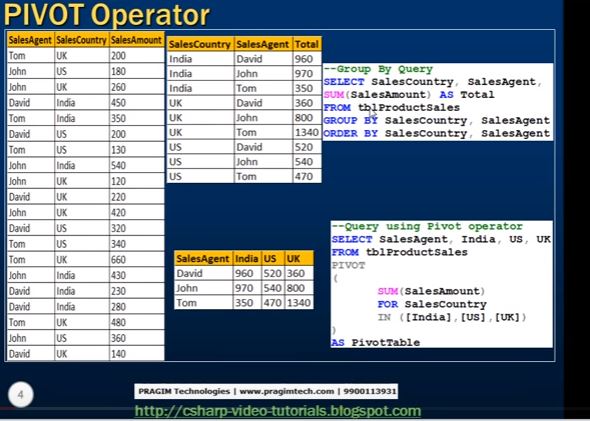 PIVOT Operator
SalesAgent SalesCountry SalesAmount
Tom UK 200
John US 180
John UK 260
David India 450
Tom India 350
David US 200
Tom US 130
John India 540
John UK 120
David UK 220
John UK 420
David US 320
Tom US 340
Tom UK 660
John India 430
David India 230
David India 280
Tom UK 480
John US 360
David UK 140
SalesCountry SalesAgent Total
India David 960
India John 970
India Tom 350
UK David 360
UK John 800
UK Tom 1340
US David 520
US John 540
US Tom 470
--Group By Query
SELECT SalesCountry, SalesAgent,
SUM(SalesAmount) AS Total
FROM tblProductSales
GROUP BY SalesCountry, SalesAgent
ORDER BY SalesCountry, SalesAgent
SalesAgent India US UK
David 960 520 360
John 970 540 800
Tom 350 470 1340
--Query using Pivot operator
SELECT SalesAgent, India, US, UK
FROM tblProductSales
PIVOT
(
SUM(SalesAmount)
FOR SalesCountry
IN ([India],[US],[UK])
)
AS PivotTable
4
PRAGIM Technologies | www.pragimtech.com | 9900113931
http://csharp-video-tutorials.blogspot.com